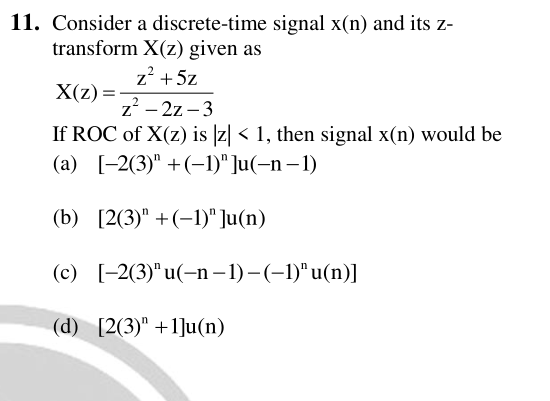 11. Consider a discrete-time signal x(n) and its z-
transform X(z) given as
X(z) = (z² + 5z) / (z² – 2z – 3)
If ROC of X(z) is |z| < 1, then signal x(n) would be
(a) [–2(3)ⁿ + (–1)ⁿ]u(–n –1)
(b) [2(3)ⁿ + (–1)ⁿ]u(n)
(c) [–2(3)ⁿ u(–n –1) – (–1)ⁿ u(n)]
(d) [2(3)ⁿ +1]u(n)